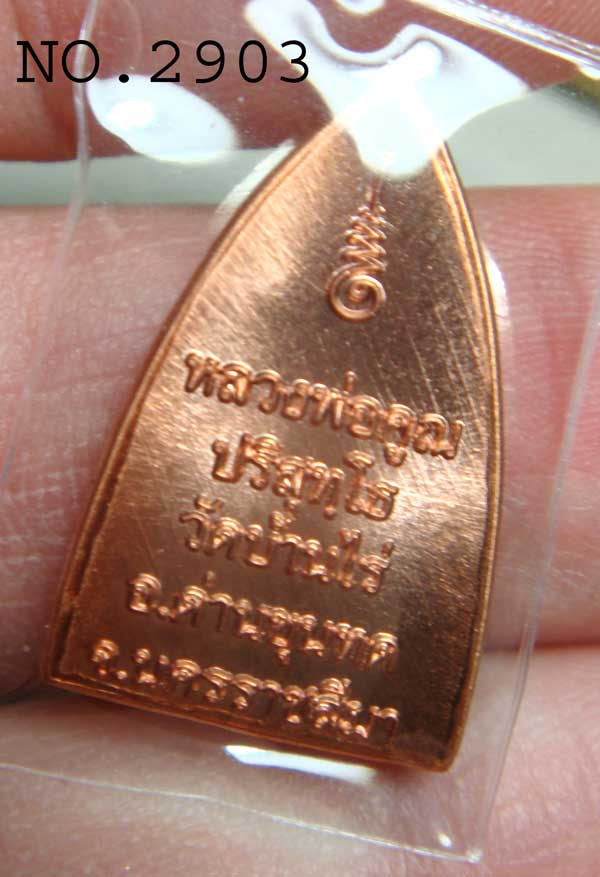 NO.2903
หลวงพ่อคูณ
ปริสุทฺโธ
วัดบ้านไร่
อ.ด่านขุนทด
จ.นครราชสีมา